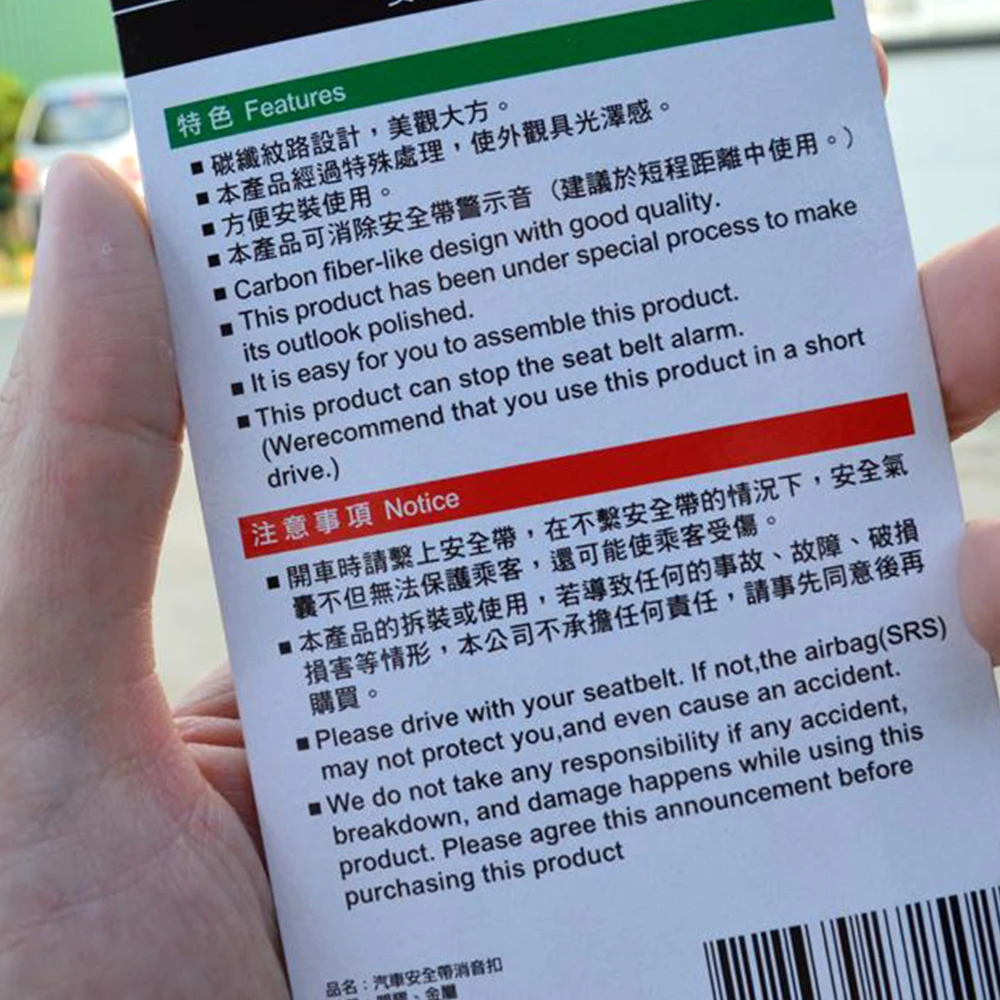 特色 Features
▪ 碳纖紋路設計，美觀大方。
▪ 本產品經過特殊處理，使外觀具光澤感。
▪ 方便安裝使用。
▪ 本產品可消除安全帶警示音（建議於短程距離中使用。）
▪ Carbon fiber-like design with good quality.
▪ This product has been under special process to make
its outlook polished.
▪ It is easy for you to assemble this product.
▪ This product can stop the seat belt alarm.
(Werecommend that you use this product in a short
drive.)
注意事項 Notice
▪ 開車時請繫上安全帶，在不繫安全帶的情況下，安全氣
囊不但無法保護乘客，還可能使乘客受傷。
▪ 本產品的拆裝或使用，若導致任何的事故、故障、破損
損害等情形，本公司不承擔任何責任，請事先同意後再
購買。
▪ Please drive with your seatbelt. If not,the airbag(SRS)
may not protect you,and even cause an accident.
▪ We do not take any responsibility if any accident,
breakdown, and damage happens while using this
product. Please agree this announcement before
purchasing this product
品名：汽車安全帶消音扣